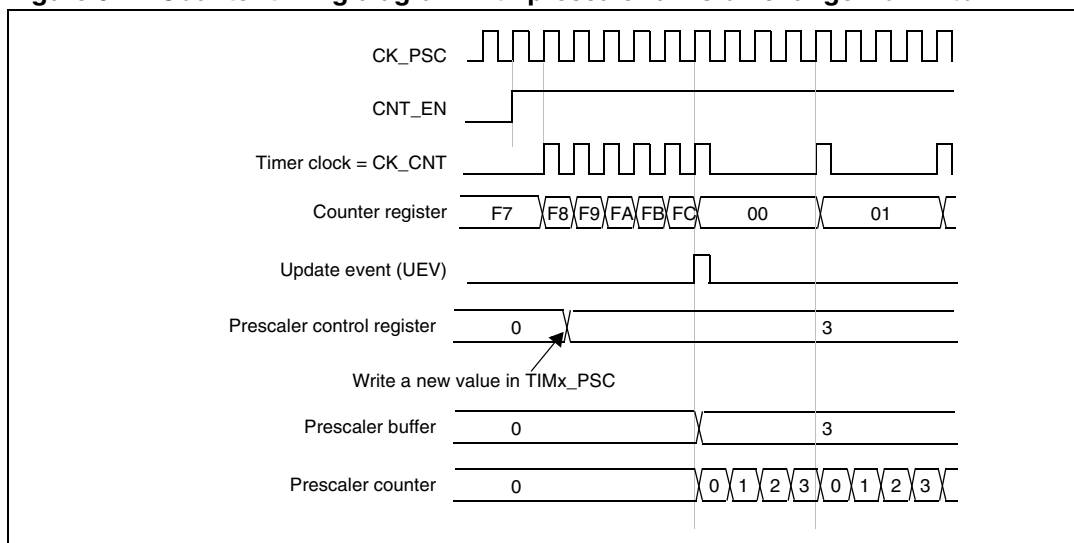 CK_PSC
CNT_EN
Timer clock = CK_CNT
Counter register F7 F8 F9 FA FB FC 00 01
Update event (UEV)
Prescaler control register 0 3
Write a new value in TIMx_PSC
Prescaler buffer 0 3
Prescaler counter 0 0 1 2 3 0 1 2 3